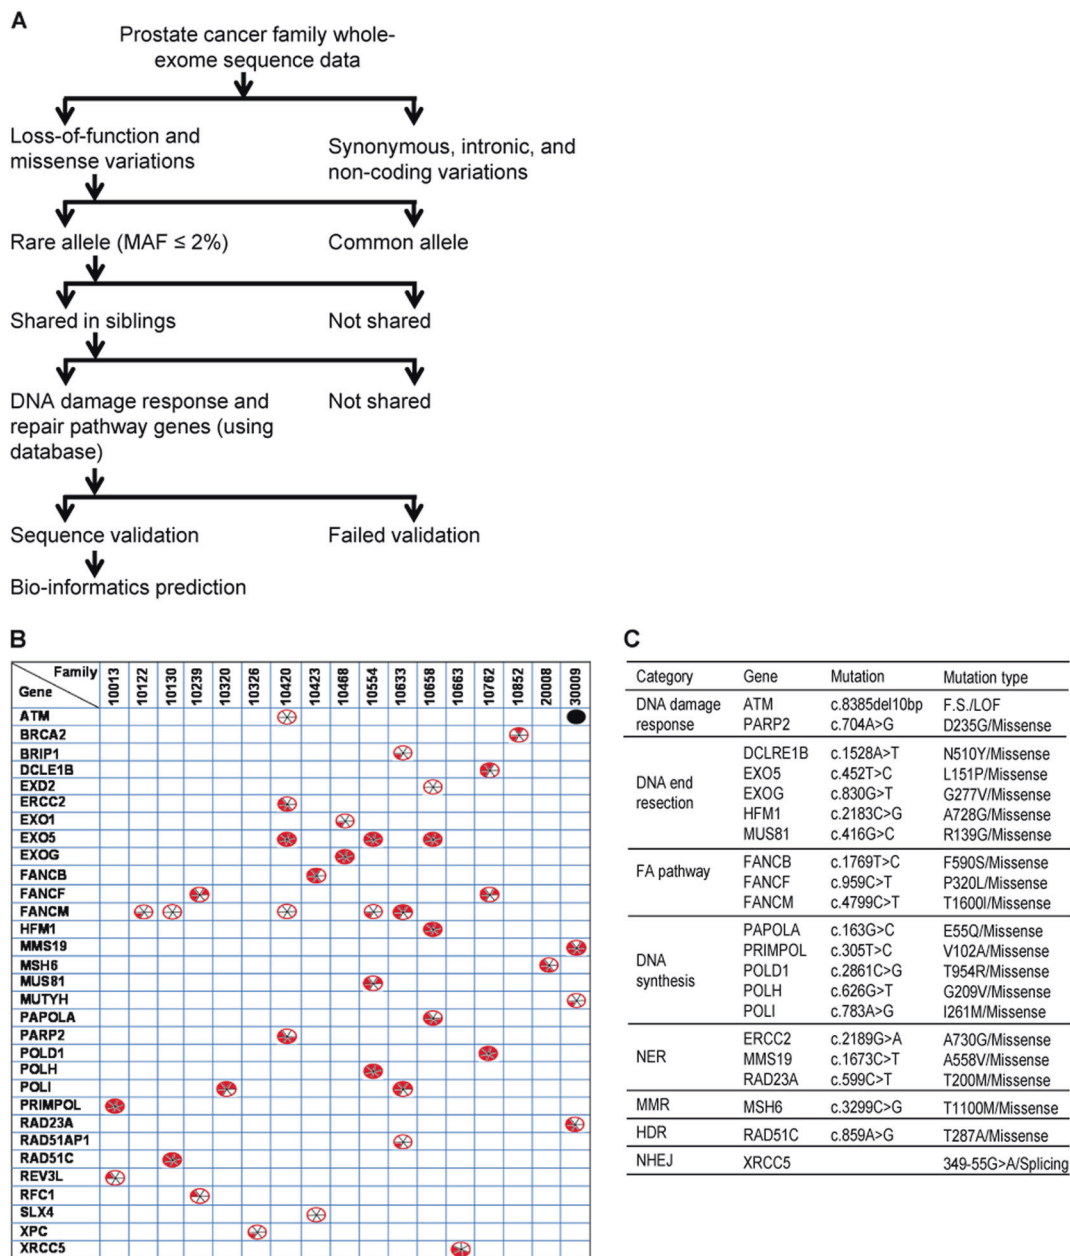 A
Prostate cancer family whole-
exome sequence data
Loss-of-function and
missense variations
Synonymous, intronic, and
non-coding variations
Rare allele (MAF ≤ 2%)
Common allele
Shared in siblings
Not shared
DNA damage response and
repair pathway genes (using
database)
Not shared
Sequence validation
Failed validation
Bio-informatics prediction
B
Family
Gene
10013 10122 10130 10239 10320 10326 10420 10423 10468 10554 10633 10658 10663 10762 10852 20008 30009
ATM
BRCA2
BRIP1
DCLE1B
EXD2
ERCC2
EXO1
EXO5
EXOG
FANCB
FANCF
FANCM
HFM1
MMS19
MSH6
MUS81
MUTYH
PAPOLA
PARP2
POLD1
POLH
POLI
PRIMPOL
RAD23A
RAD51AP1
RAD51C
REV3L
RFC1
SLX4
XPC
XRCC5
C
Category Gene Mutation Mutation type
DNA damage response
ATM c.8385del10bp F.S./LOF
PARP2 c.704A>G D235G/Missense
DNA end resection
DCLRE1B c.1528A>T N510Y/Missense
EXO5 c.452T>C L151P/Missense
EXOG c.830G>T G277V/Missense
HFM1 c.2183C>G A728G/Missense
MUS81 c.416G>C R139G/Missense
FA pathway
FANCB c.1769T>C F590S/Missense
FANCF c.959C>T P320L/Missense
FANCM c.4799C>T T1600I/Missense
DNA synthesis
PAPOLA c.163G>C E55Q/Missense
PRIMPOL c.305T>C V102A/Missense
POLD1 c.2861C>G T954R/Missense
POLH c.626G>T G209V/Missense
POLI c.783A>G I261M/Missense
NER
ERCC2 c.2189G>A A730G/Missense
MMS19 c.1673C>T A558V/Missense
RAD23A c.599C>T T200M/Missense
MMR MSH6 c.3299C>G T1100M/Missense
HDR RAD51C c.859A>G T287A/Missense
NHEJ XRCC5 349-55G>A/Splicing